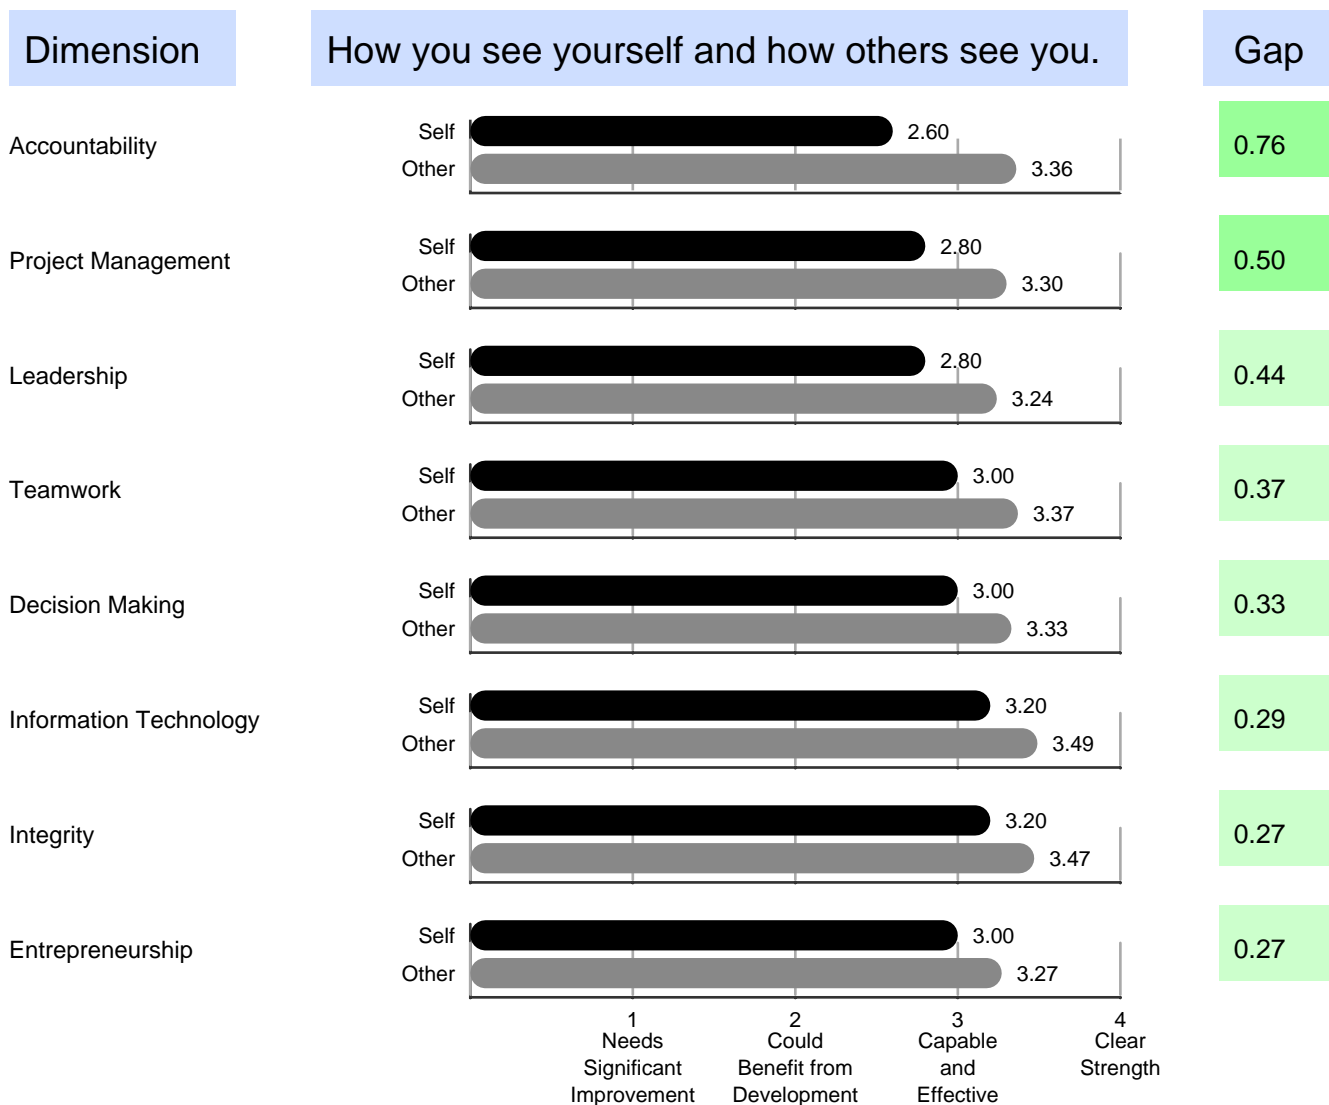 Dimension
How you see yourself and how others see you.
Gap
Accountability
Self
2.60
Other
3.36
0.76
Project Management
Self
2.80
Other
3.30
0.50
Leadership
Self
2.80
Other
3.24
0.44
Teamwork
Self
3.00
Other
3.37
0.37
Decision Making
Self
3.00
Other
3.33
0.33
Information Technology
Self
3.20
Other
3.49
0.29
Integrity
Self
3.20
Other
3.47
0.27
Entrepreneurship
Self
3.00
Other
3.27
0.27
1
Needs
Significant
Improvement
2
Could
Benefit from
Development
3
Capable
and
Effective
4
Clear
Strength